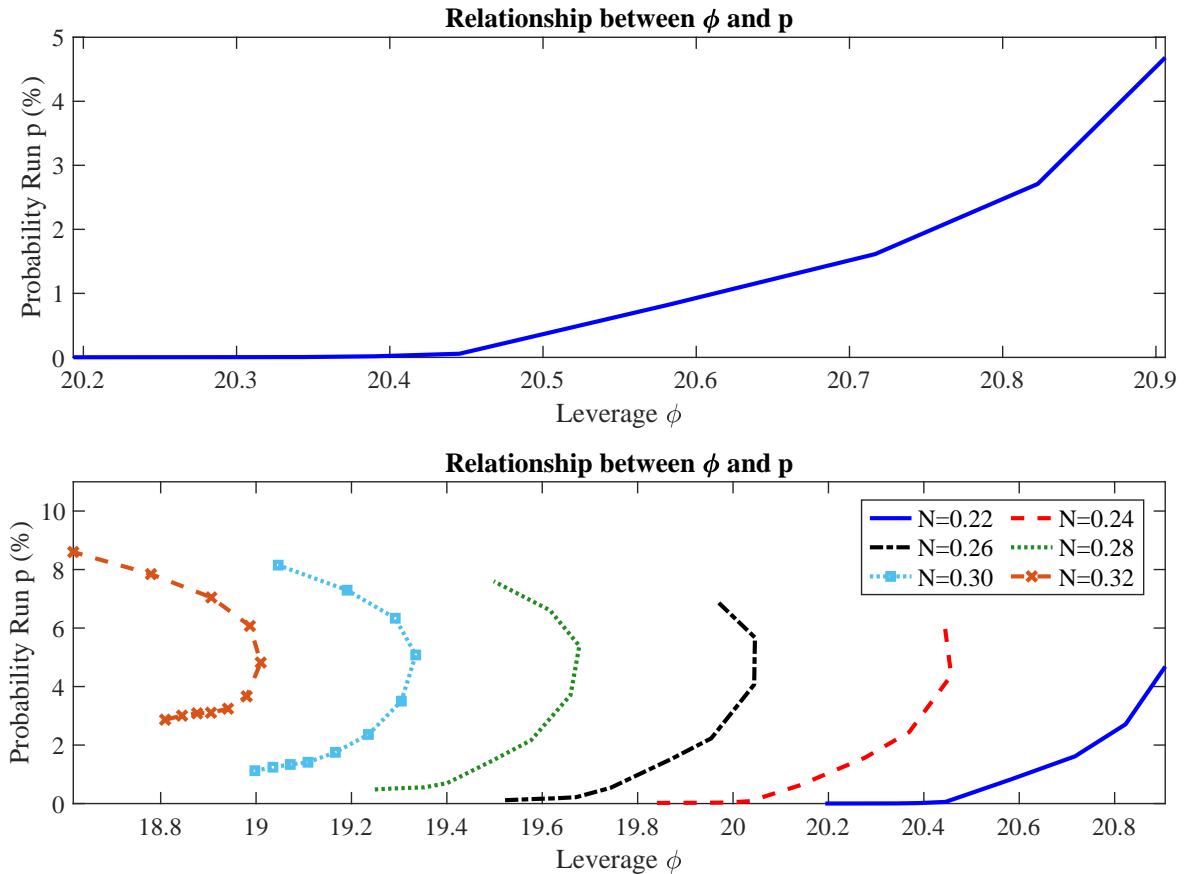 Relationship between ϕ and p
Probability Run p (%)
5
4
3
2
1
0
20.2 20.3 20.4 20.5 20.6 20.7 20.8 20.9
Leverage ϕ
Relationship between ϕ and p
Probability Run p (%)
10
8
6
4
2
0
N=0.22 N=0.24
N=0.26 N=0.28
N=0.30 N=0.32
18.8 19 19.2 19.4 19.6 19.8 20 20.2 20.4 20.6 20.8
Leverage ϕ